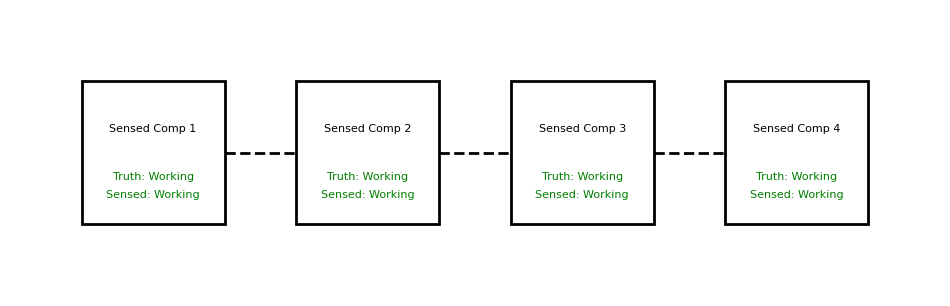 Sensed Comp 1
Truth: Working
Sensed: Working
Sensed Comp 2
Truth: Working
Sensed: Working
Sensed Comp 3
Truth: Working
Sensed: Working
Sensed Comp 4
Truth: Working
Sensed: Working